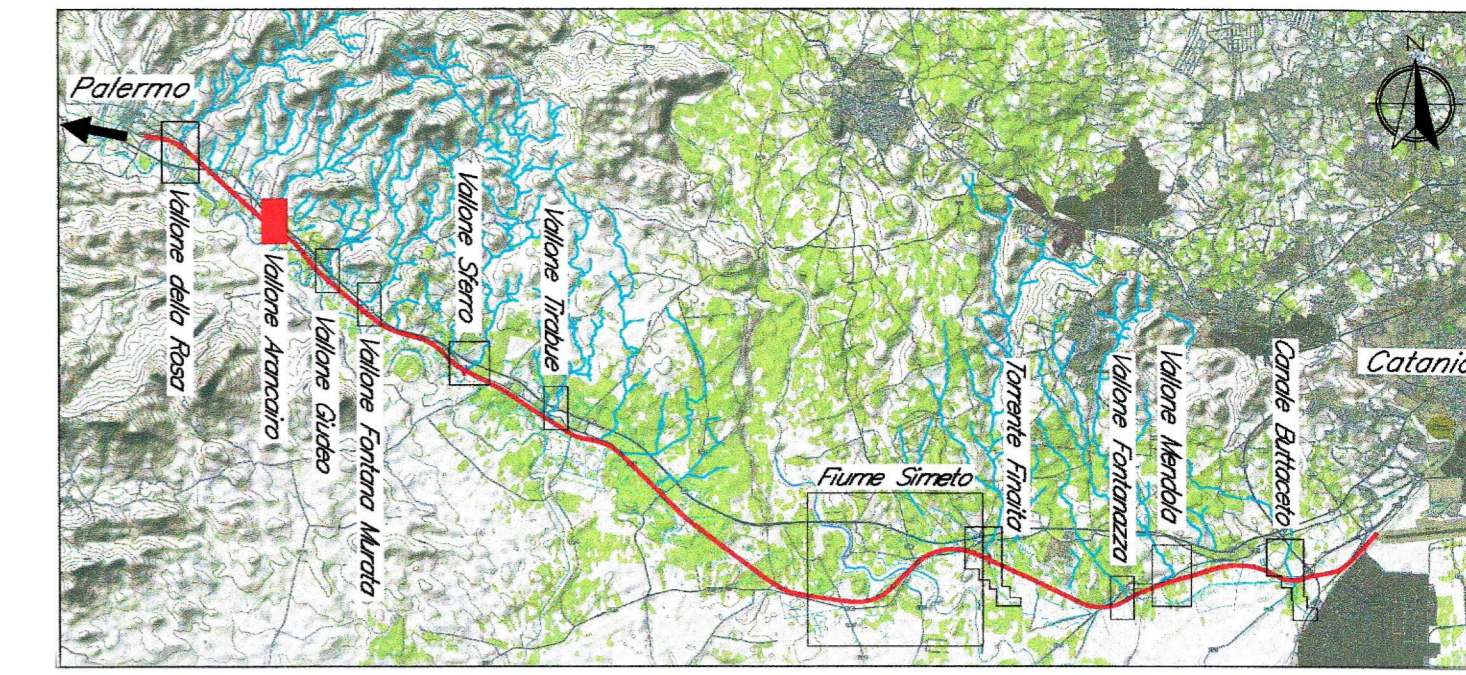 Palermo
N
Vallone della Rosa
Vallone Arancairo
Vallone Giudeo
Vallone Fontana Murata
Vallone Sferro
Vallone Tirabue
Fiume Simeto
Torrente Finaita
Vallone Fontanazza
Vallone Mendola
Canale Buttaceto
Catania